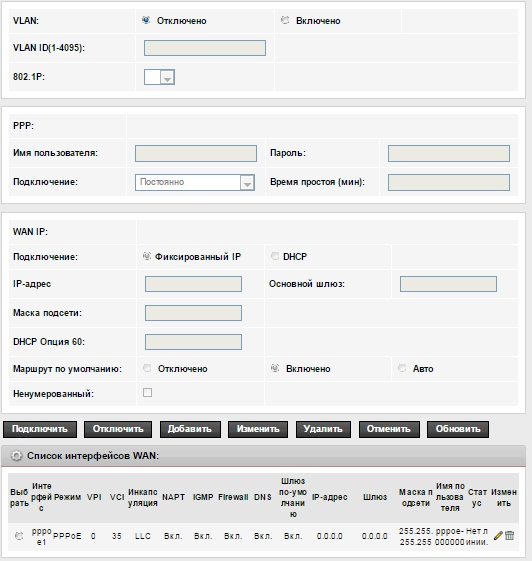 VLAN: Отключено Включено
VLAN ID(1-4095):
802.1P:
PPP:
Имя пользователя: Пароль:
Подключение: Постоянно Время простоя (мин):
WAN IP:
Подключение: Фиксированный IP DHCP
IP-адрес Основной шлюз:
Маска подсети:
DHCP Опция 60:
Маршрут по умолчанию: Отключено Включено Авто
Ненумерованный:
Подключить Отключить Добавить Изменить Удалить Отменить Обновить
Список интерфейсов WAN:
Выбрать Интерфейс Режим VPI VCI Инкапсуляция NAPT IGMP Firewall DNS Шлюз по-умолчанию IP-адрес Шлюз Маска подсети Имя пользователя Статус Изменить
pppoe1 PPPoE 0 35 LLC Вкл. Вкл. Вкл. Вкл. Вкл. 0.0.0.0 0.0.0.0 255.255.255.255 pppoe-000000 Нет линии.